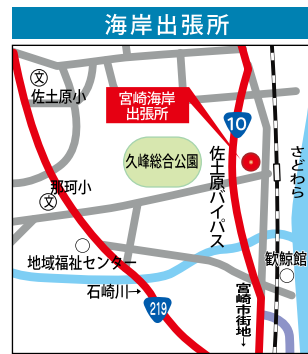 海岸出張所
文
佐土原小
宮崎海岸
出張所
10
久峰総合公園
佐土原バイパス
さどわら
那珂小
文
地域福祉センター
歓鯨館
石崎川→
219
宮崎市街地→